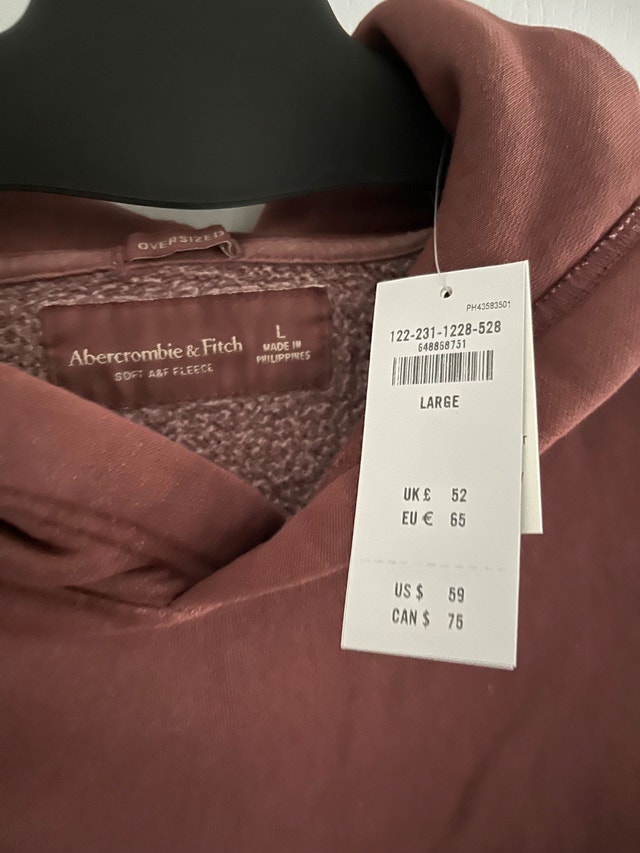 OVERSIZED
Abercrombie & Fitch
SOFT A&F FLEECE
L
MADE IN
PHILIPPINES
PH43583501
122-231-1228-528
648868751
LARGE
UK £ 52
EU € 65
US $ 59
CAN $ 75